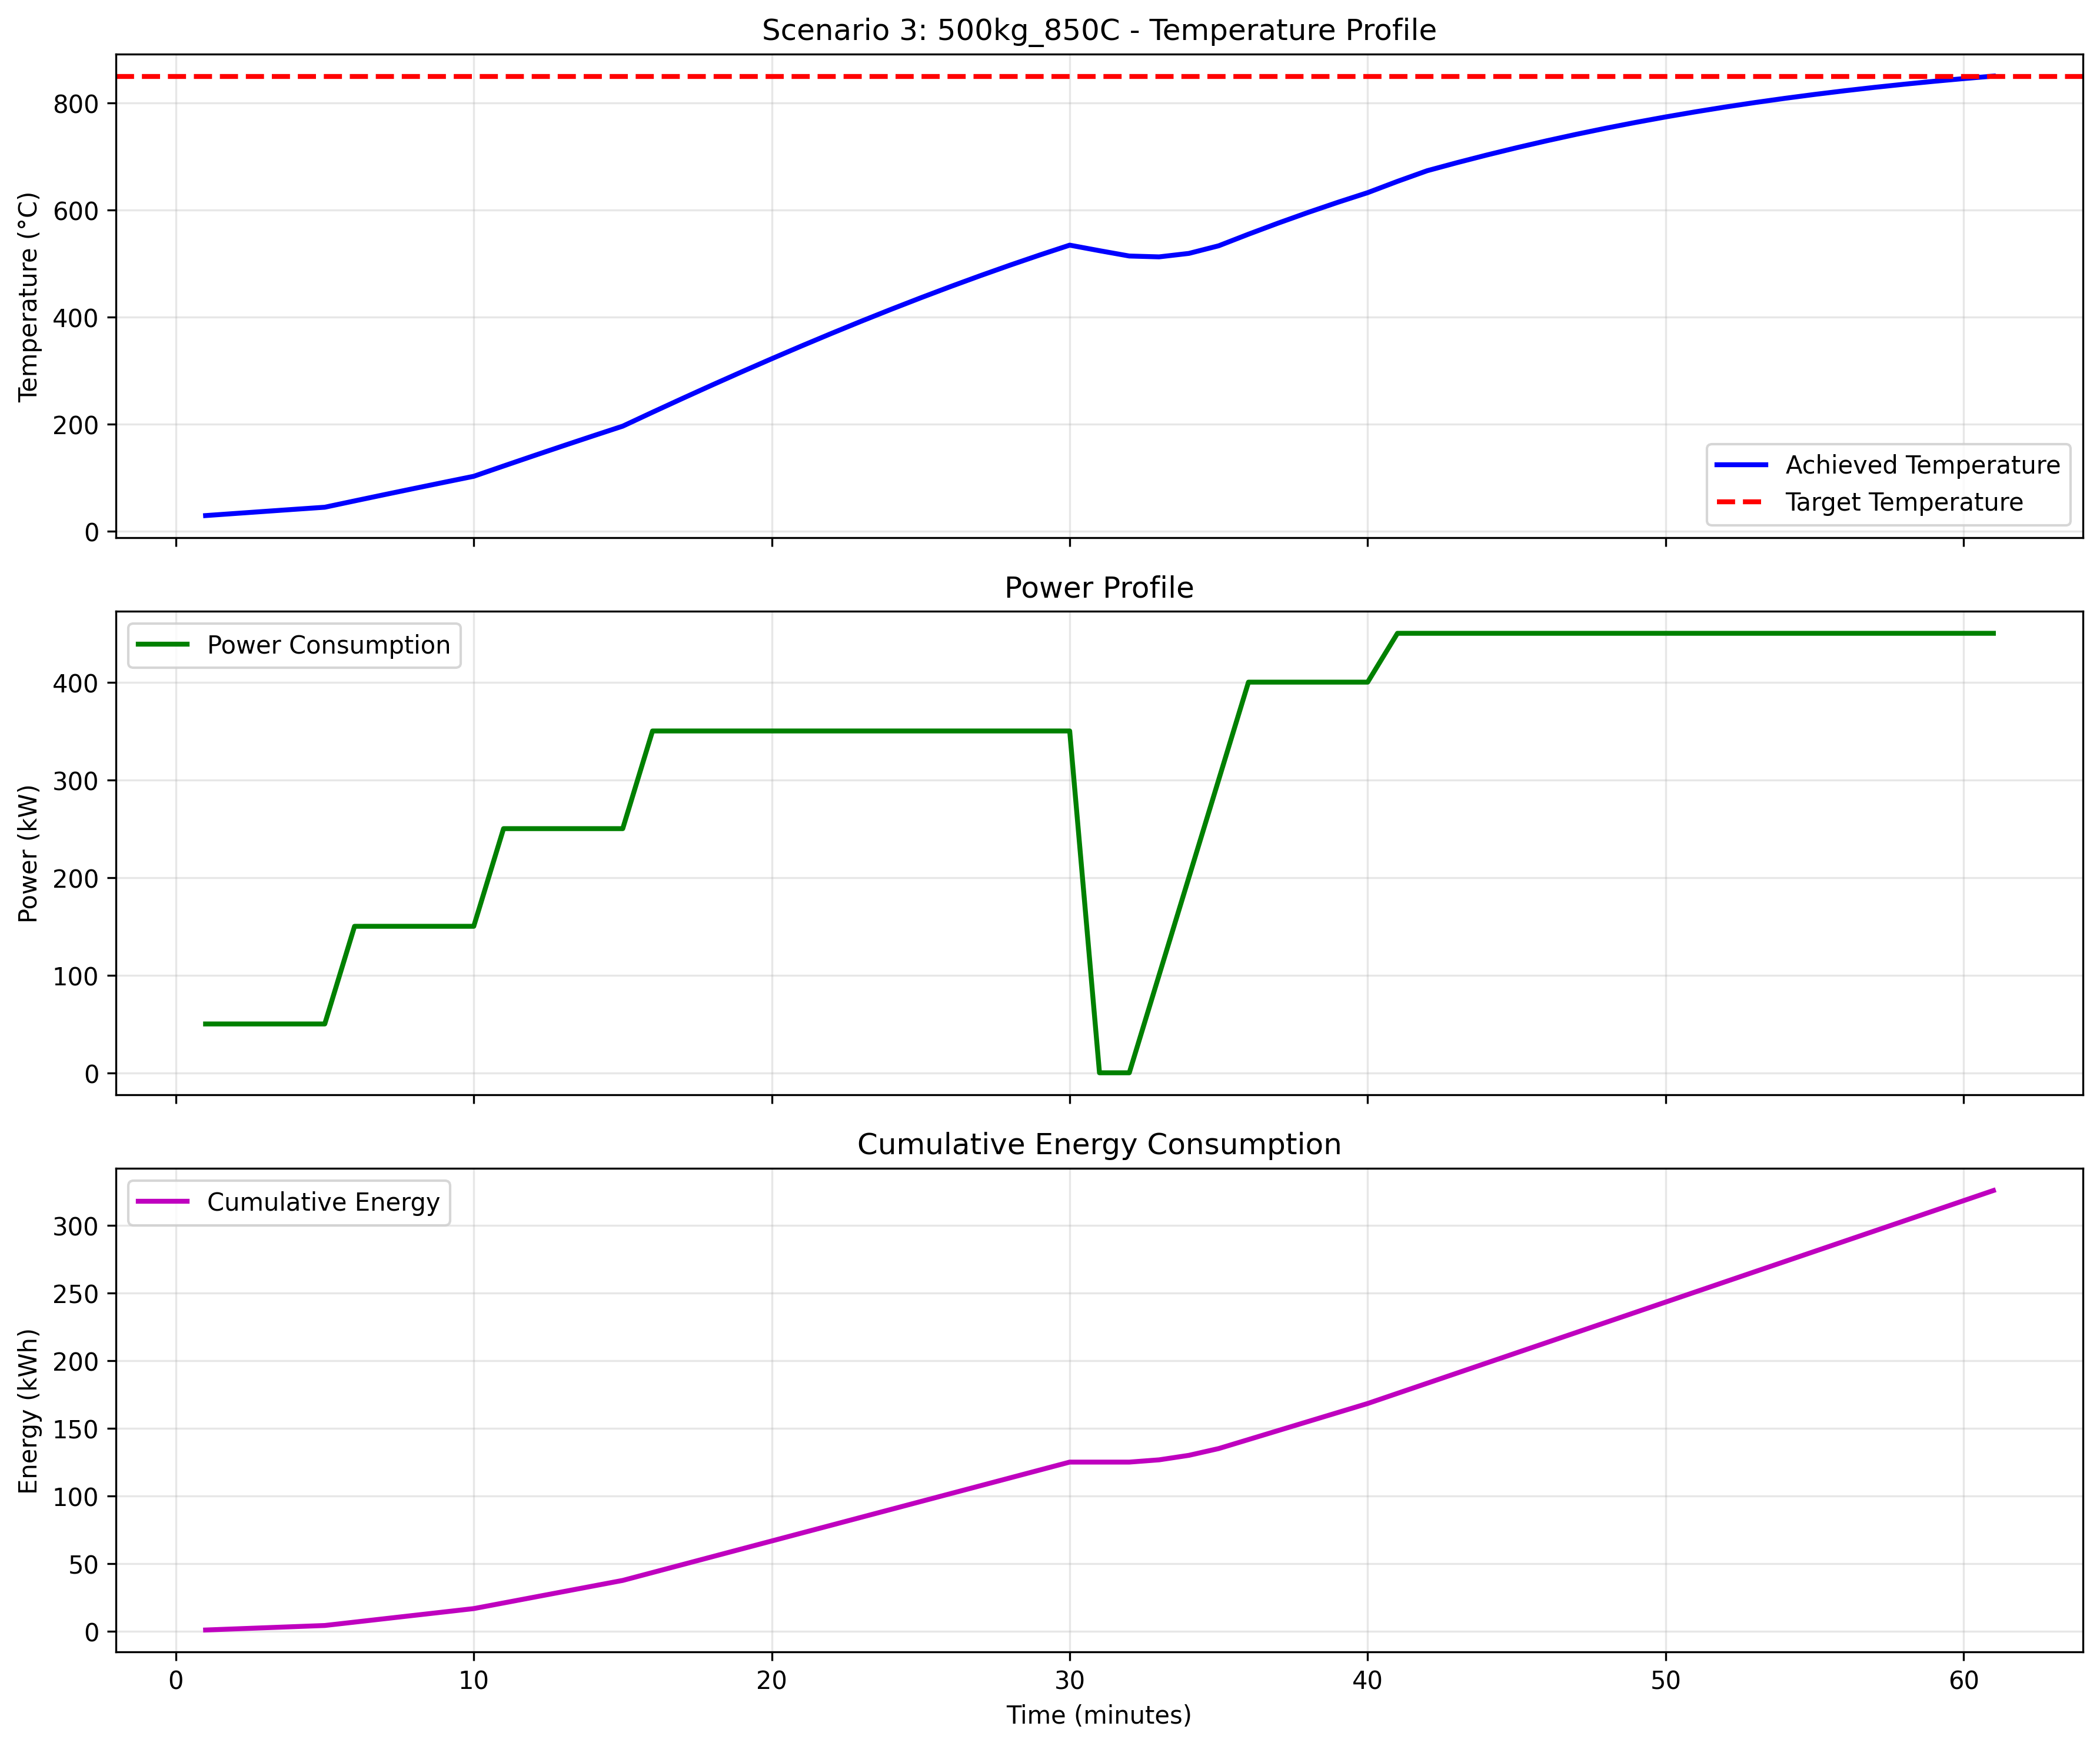 Scenario 3: 500kg_850C - Temperature Profile
Temperature (°C)
800
600
400
200
0
Achieved Temperature
Target Temperature
Power Profile
Power (kW)
400
300
200
100
0
Power Consumption
Cumulative Energy Consumption
Energy (kWh)
300
250
200
150
100
50
0
Cumulative Energy
0 10 20 30 40 50 60
Time (minutes)